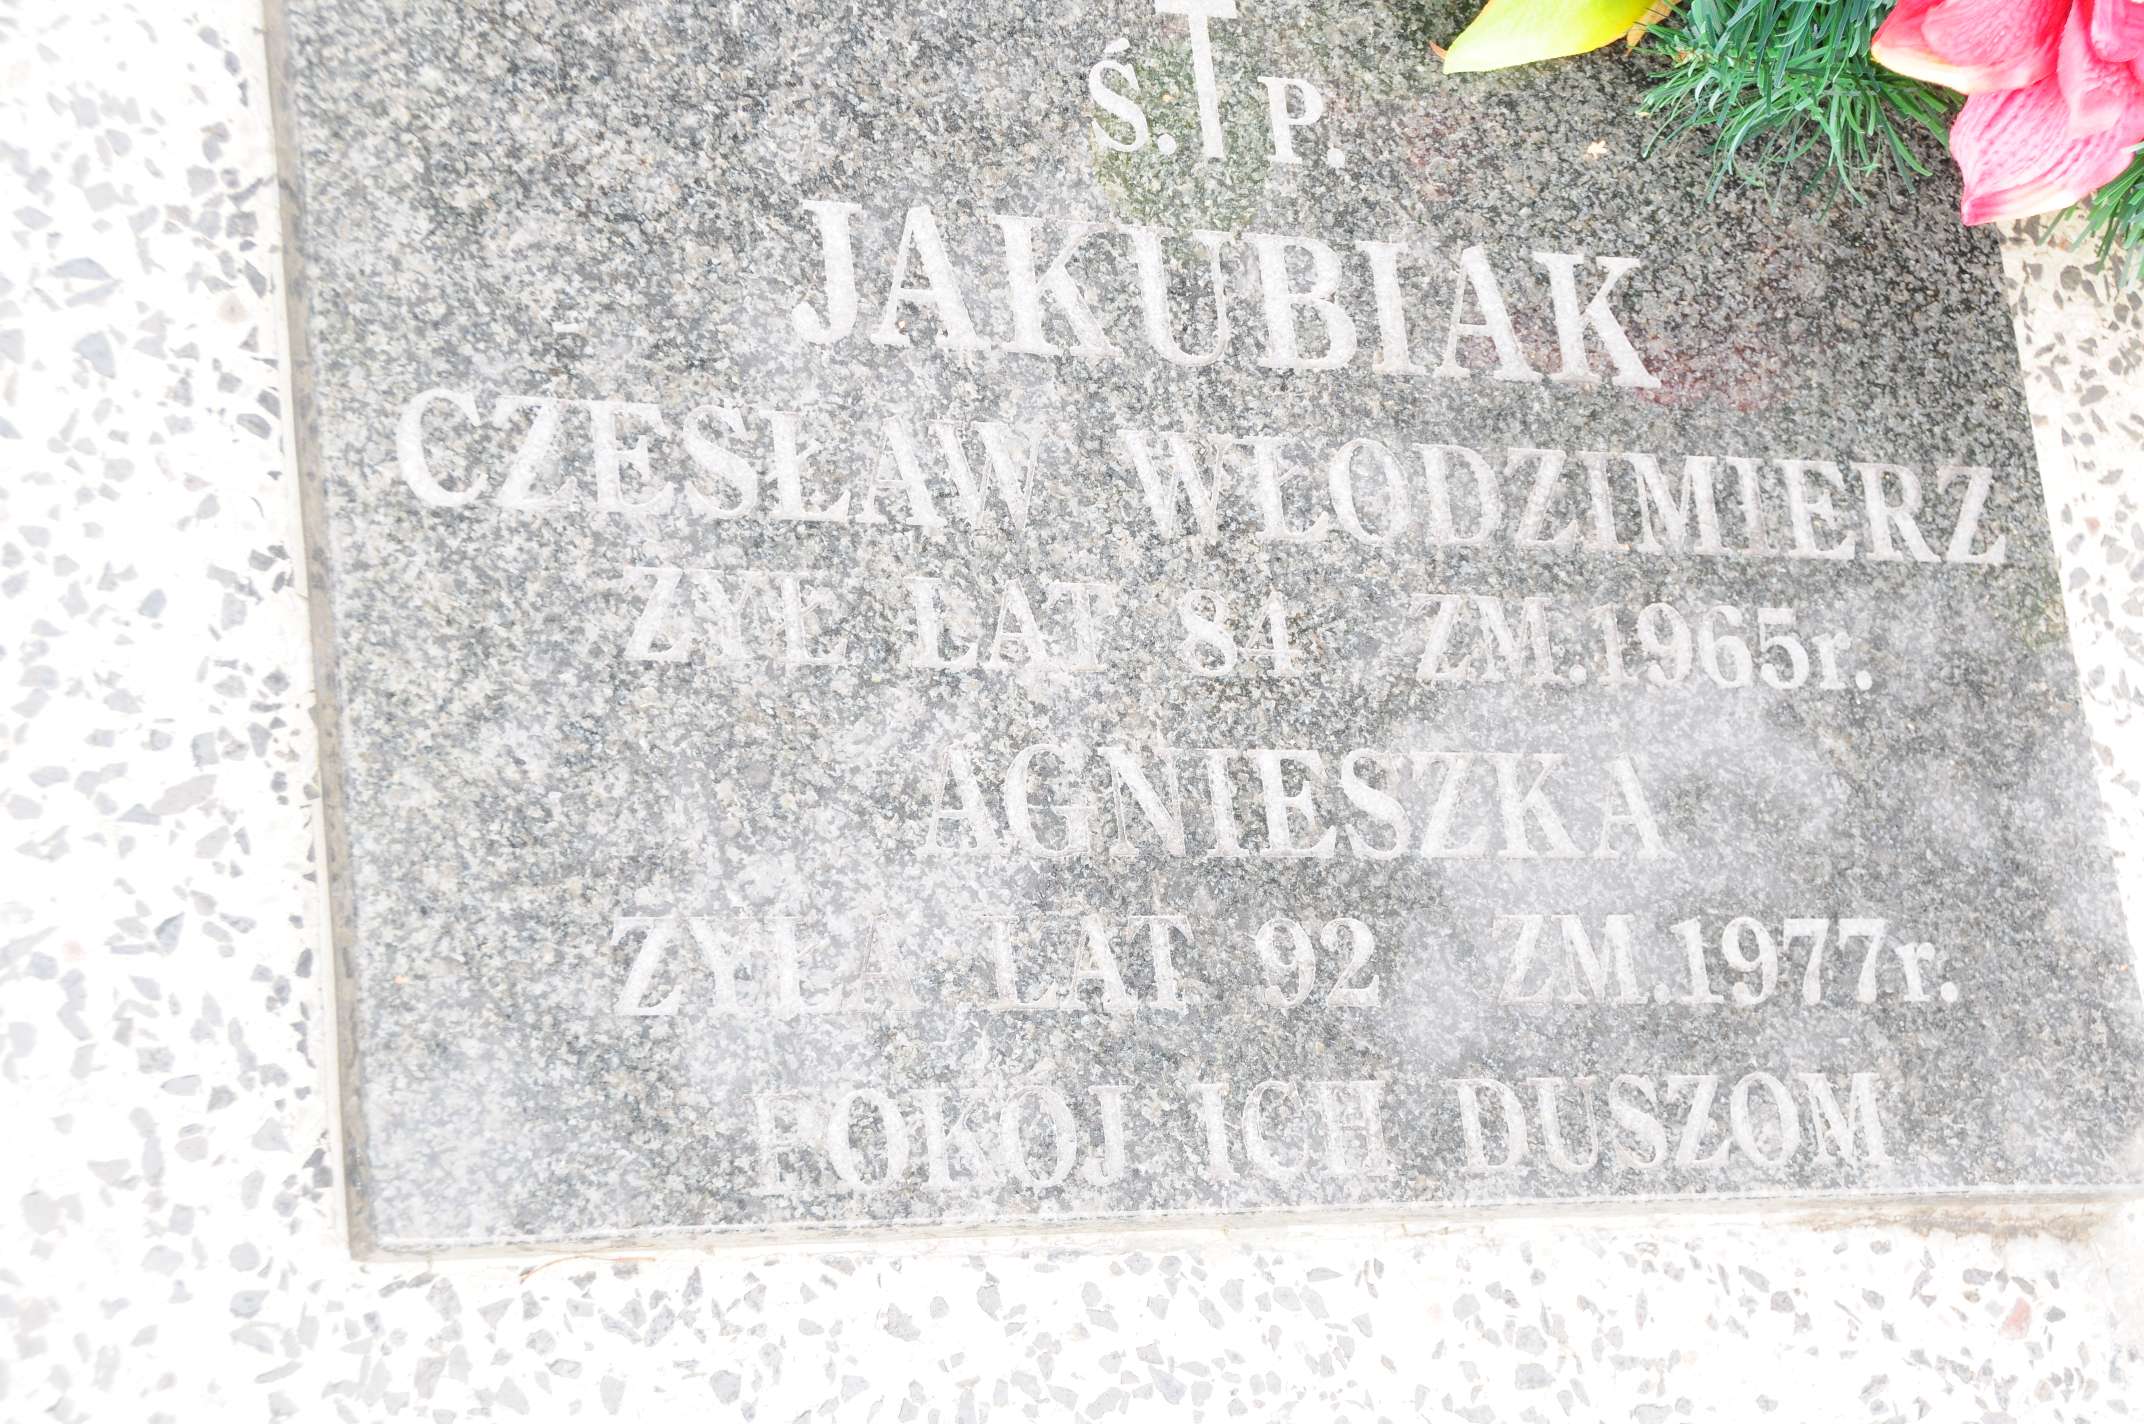 Ś. P.
JAKUBIAK
CZESŁAW WŁODZIMIERZ
ŻYŁ LAT 84 ZM.1965r.
AGNIESZKA
ŻYŁA LAT 92 ZM.1977r.
POKÓJ ICH DUSZOM